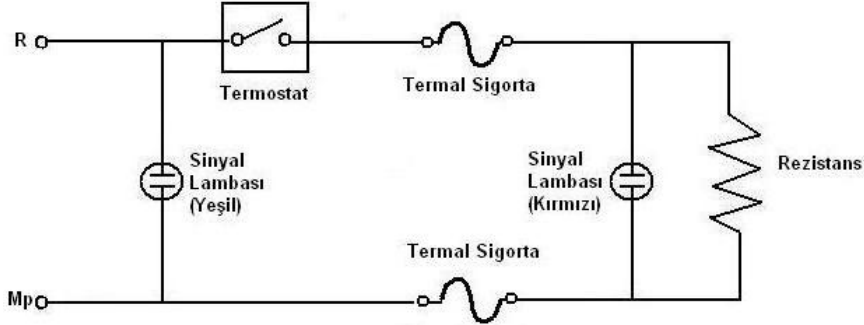 R
Termostat
Termal Sigorta
Sinyal
Lambası
(Yeşil)
Sinyal
Lambası
(Kırmızı)
Rezistans
Termal Sigorta
Mp